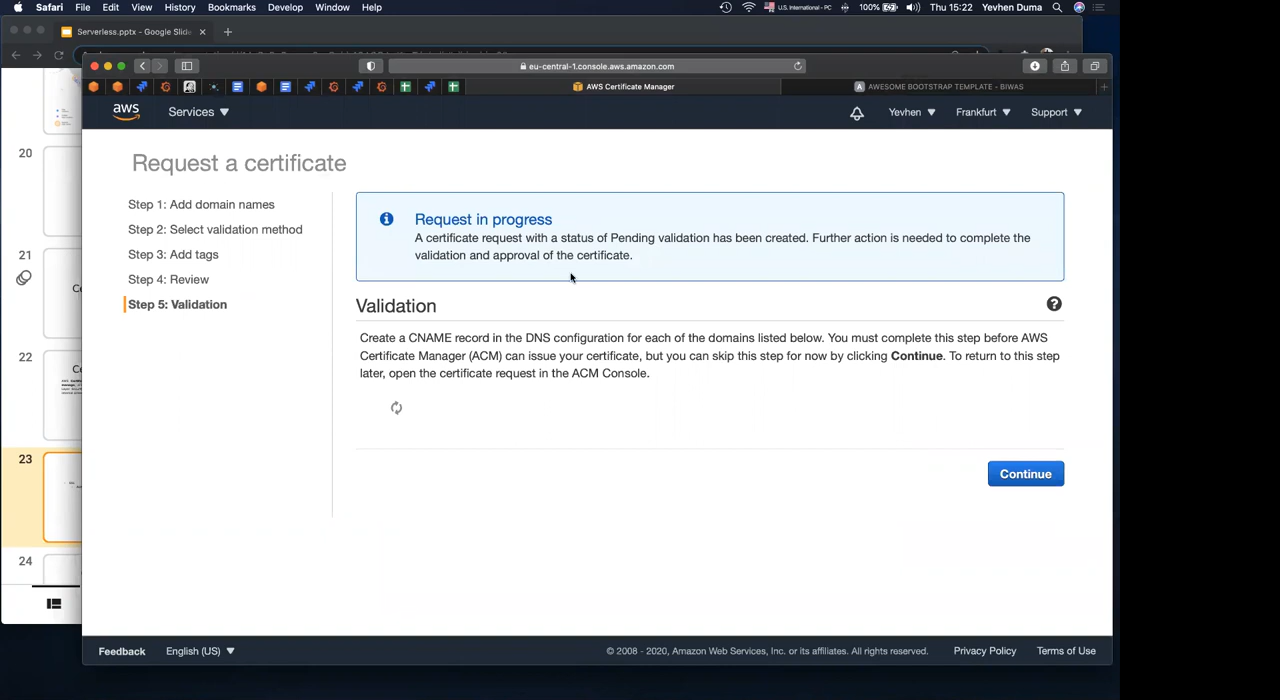 Safari File Edit View History Bookmarks Develop Window Help
U.S. International - PC 100% Thu 15:22 Yevhen Duma
Serverless.pptx - Google Slide
eu-central-1.console.aws.amazon.com
AWS Certificate Manager
AWESOME BOOTSTRAP TEMPLATE - BIWAS
aws Services Yevhen Frankfurt Support
20
21
22
23
24
Request a certificate
Step 1: Add domain names
Step 2: Select validation method
Step 3: Add tags
Step 4: Review
Step 5: Validation
Request in progress
A certificate request with a status of Pending validation has been created. Further action is needed to complete the
validation and approval of the certificate.
Validation
Create a CNAME record in the DNS configuration for each of the domains listed below. You must complete this step before AWS
Certificate Manager (ACM) can issue your certificate, but you can skip this step for now by clicking Continue. To return to this step
later, open the certificate request in the ACM Console.
Continue
Feedback English (US) © 2008 - 2020, Amazon Web Services, Inc. or its affiliates. All rights reserved. Privacy Policy Terms of Use